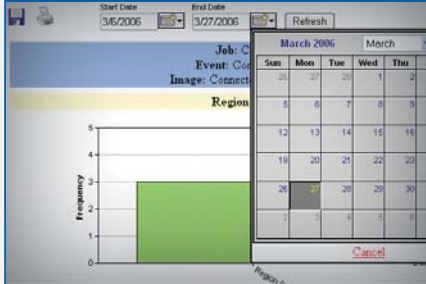 Start Date End Date
3/6/2006 3/27/2006 Refresh
Job: C
Event: Co
Image: Connect
Region
March 2006 March
Sun Mon Tue Wed Thu
26 27 28 1 2
5 6 7 8 9
12 13 14 15 16
19 20 21 22 23
26 27 28 29 30
2 3 4 5 6
Cancel
5
4
3
2
1
0
Frequency
Region